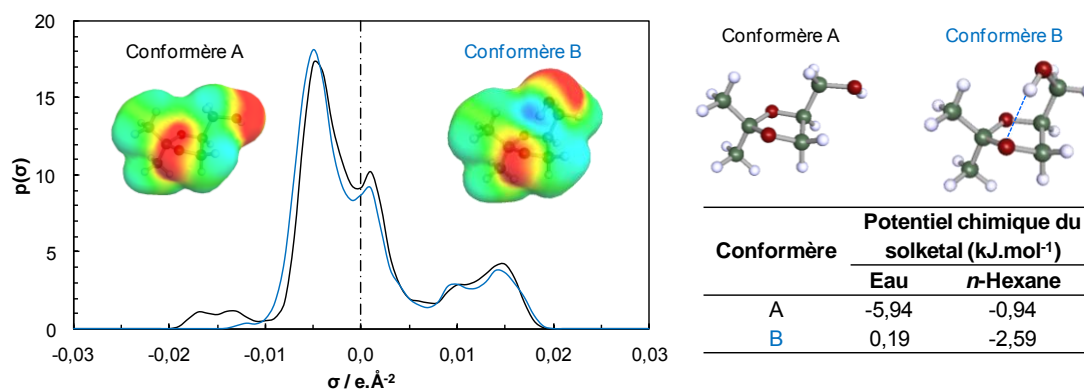 20
15
10
5
0
p(σ)
-0,03
-0,02
-0,01
0,0
0,01
0,02
0,03
σ / e.Å⁻²
Conformère A
Conformère B
Conformère A
Conformère B
Conformère
Potentiel chimique du
solketal (kJ.mol⁻¹)
Eau n-Hexane
A -5,94 -0,94
B 0,19 -2,59